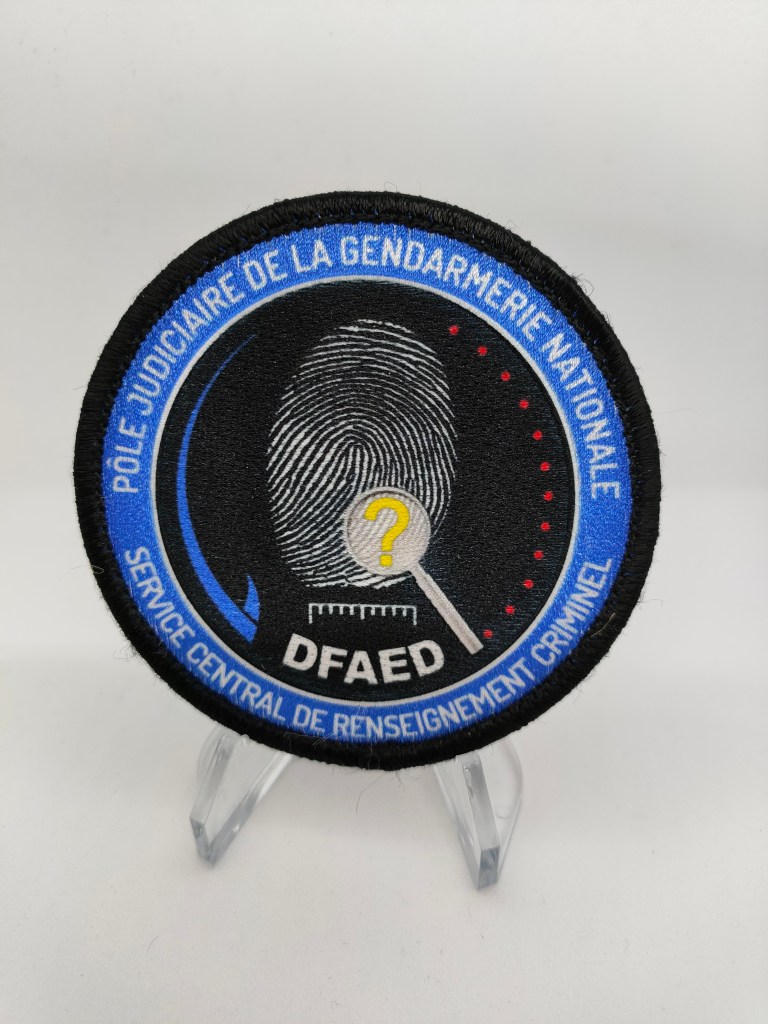 PÔLE JUDICIAIRE DE LA GENDARMERIE NATIONALE
?
DFAED
SERVICE CENTRAL DE RENSEIGNEMENT CRIMINEL